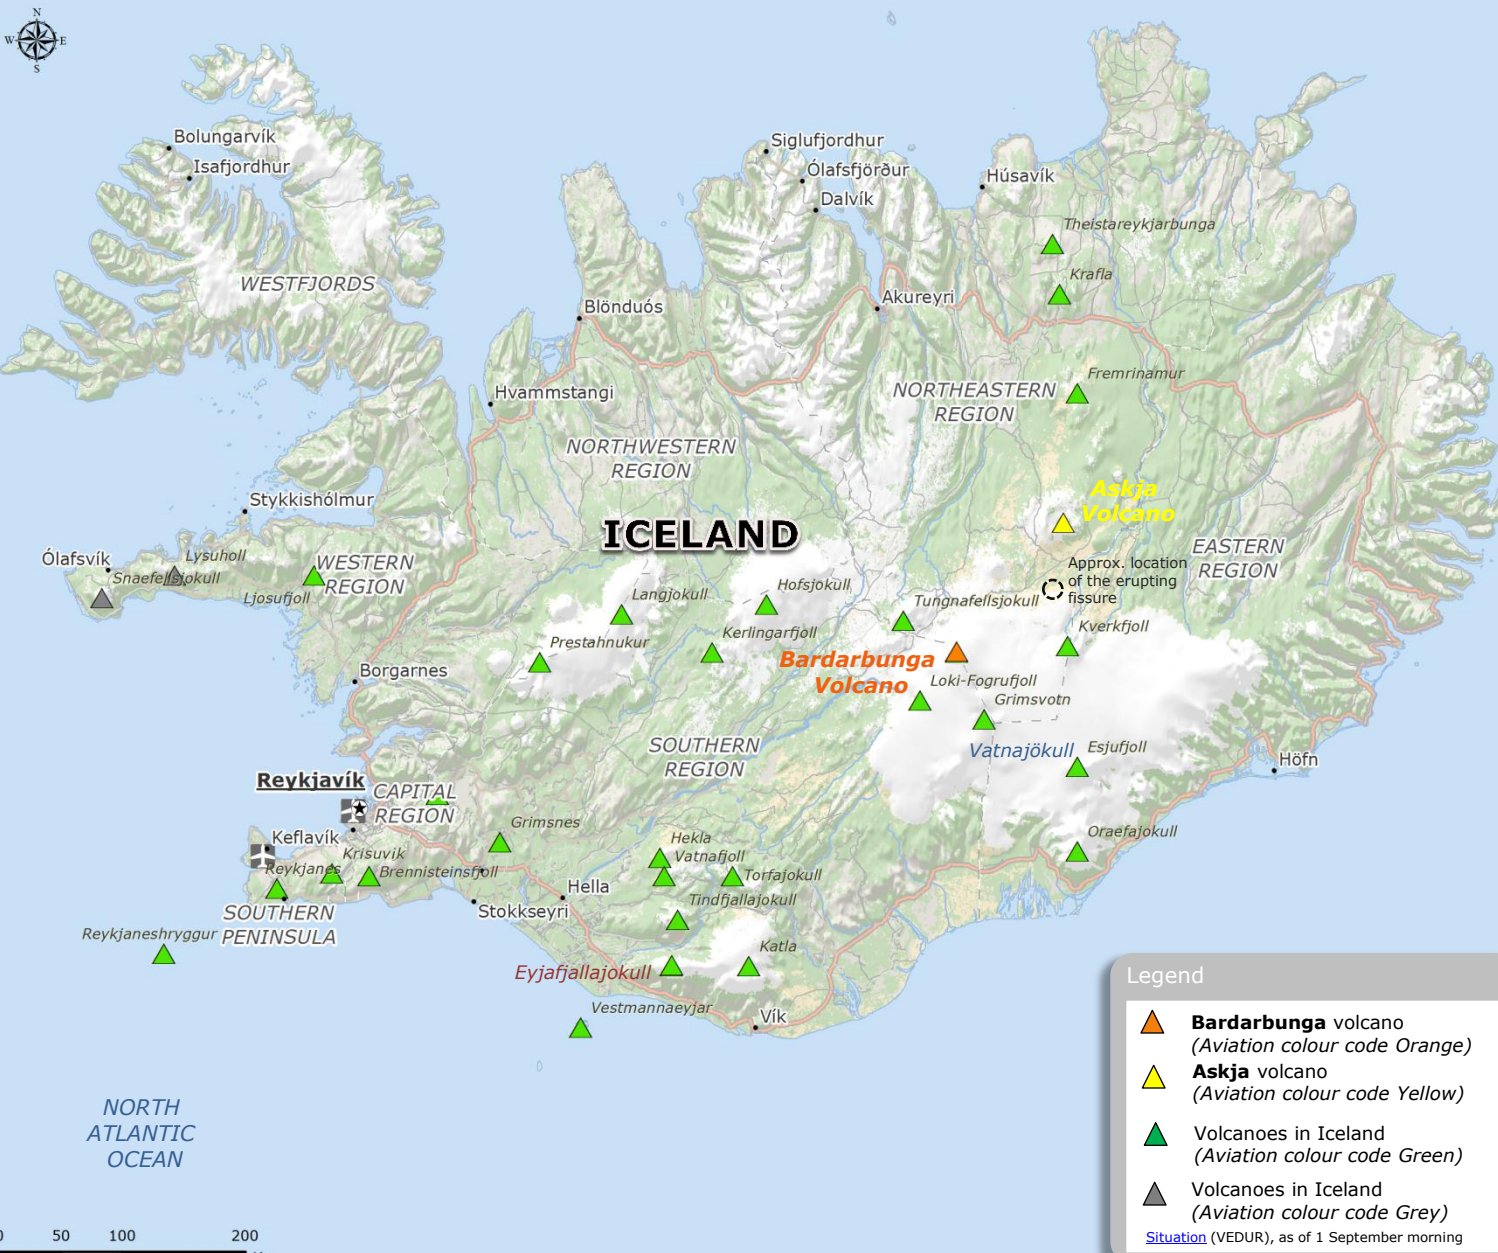 N
W E
S
Bolungarvík
Isafjordhur
Siglufjordhur
Ólafsfjörður
Dalvík
Húsavík
Theistareykjarbunga
Krafla
WESTFJORDS
Blönduós
Akureyri
Hvammstangi
Fremrinamur
NORTHEASTERN
REGION
NORTHWESTERN
REGION
Stykkishólmur
Askja
Volcano
ICELAND
EASTERN
REGION
Ólafsvík
Lysuholl
Snaefellsjokull
WESTERN
REGION
Ljosufjoll
Approx. location
of the erupting
fissure
Langjokull
Hofsjokull
Tungnafellsjokull
Prestahnukur
Kerlingarfjoll
Kverkfjoll
Bardarbunga
Volcano
Borgarnes
Loki-Fogrufjoll
Grimsvotn
SOUTHERN
REGION
Vatnajökull
Esjufjoll
Höfn
Reykjavík
CAPITAL
REGION
Keflavík
Grimsnes
Krisuvik
Reykjanes
Brennisteinsfjoll
Hekla
Vatnafjoll
Torfajokull
Oraefajokull
Hella
Tindfjallajokull
Stokkseyri
SOUTHERN
PENINSULA
Reykjaneshryggur
Katla
Eyjafjallajokull
Vestmannaeyjar
Vík
NORTH
ATLANTIC
OCEAN
0 50 100 200
Legend
Bardarbunga volcano
(Aviation colour code Orange)
Askja volcano
(Aviation colour code Yellow)
Volcanoes in Iceland
(Aviation colour code Green)
Volcanoes in Iceland
(Aviation colour code Grey)
Situation (VEDUR), as of 1 September morning